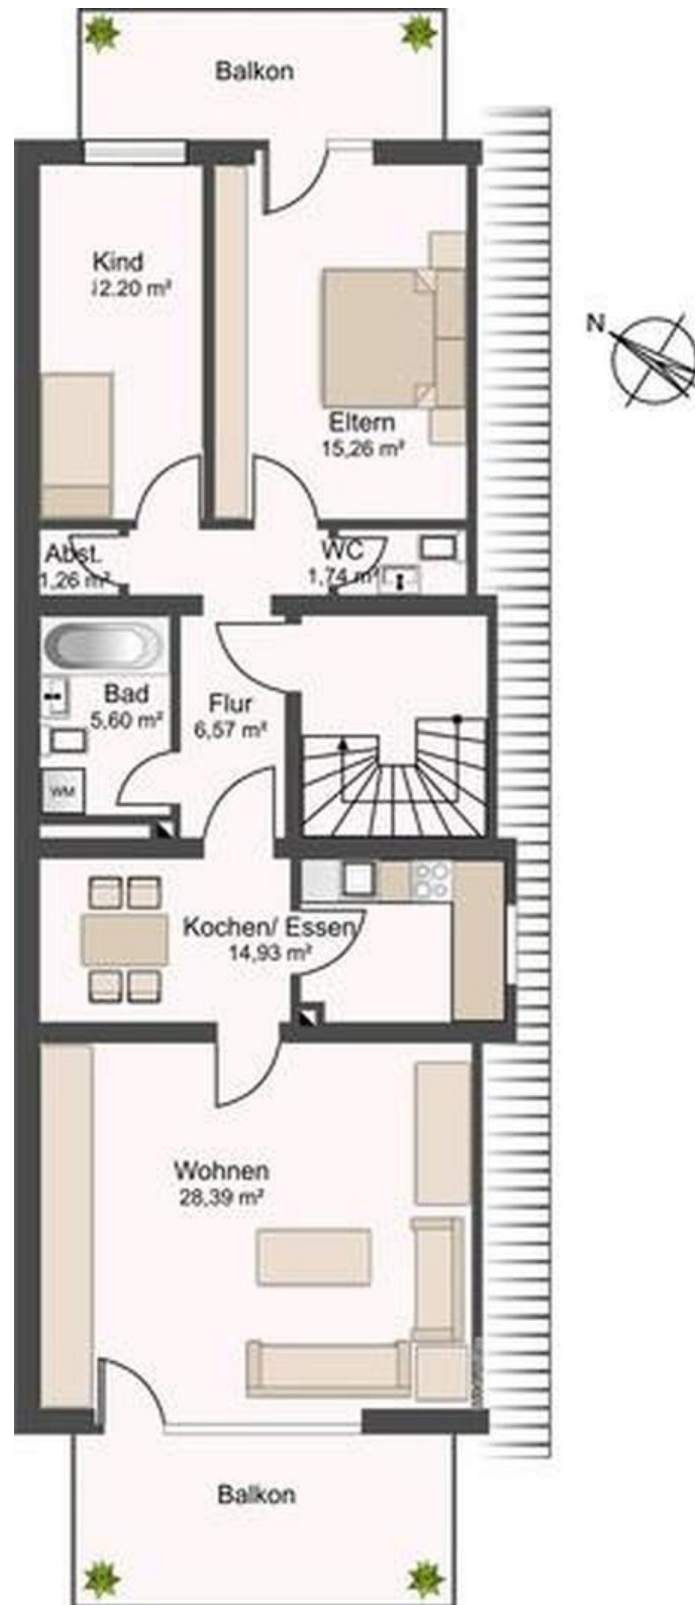 Balkon
Kind
12.20 m²
N
Eltern
15,26 m²
Abst.
1,26 m²
WC
1,74 m²
Bad
5.60 m²
Flur
6,57 m²
WM
Kochen/ Essen
14,93 m²
Wohnen
28,39 m²
Balkon